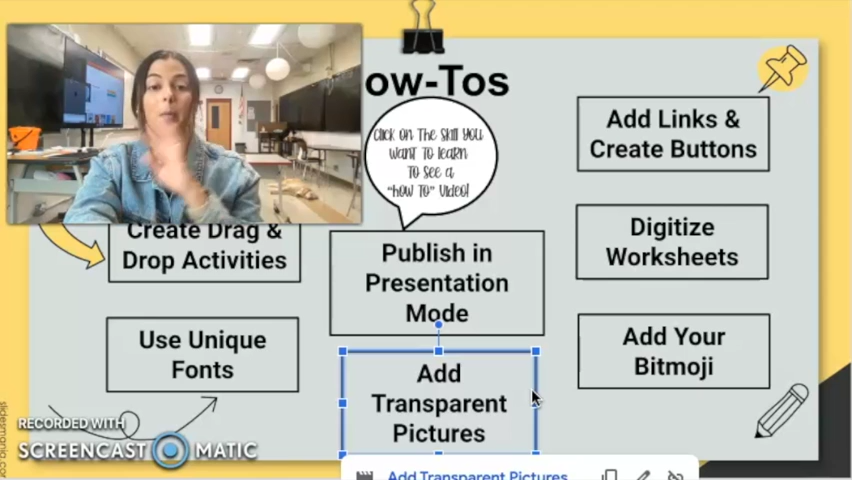 ow-Tos
Click on the skill you
want to learn
to see a
"how to" video!
Add Links &
Create Buttons
Create Drag &
Drop Activities
Publish in
Presentation
Mode
Digitize
Worksheets
Use Unique
Fonts
Add
Transparent
Pictures
Add Your
Bitmoji
RECORDED WITH
SCREENCAST MATIC
Add Transparent Pictures
slidesmania.co